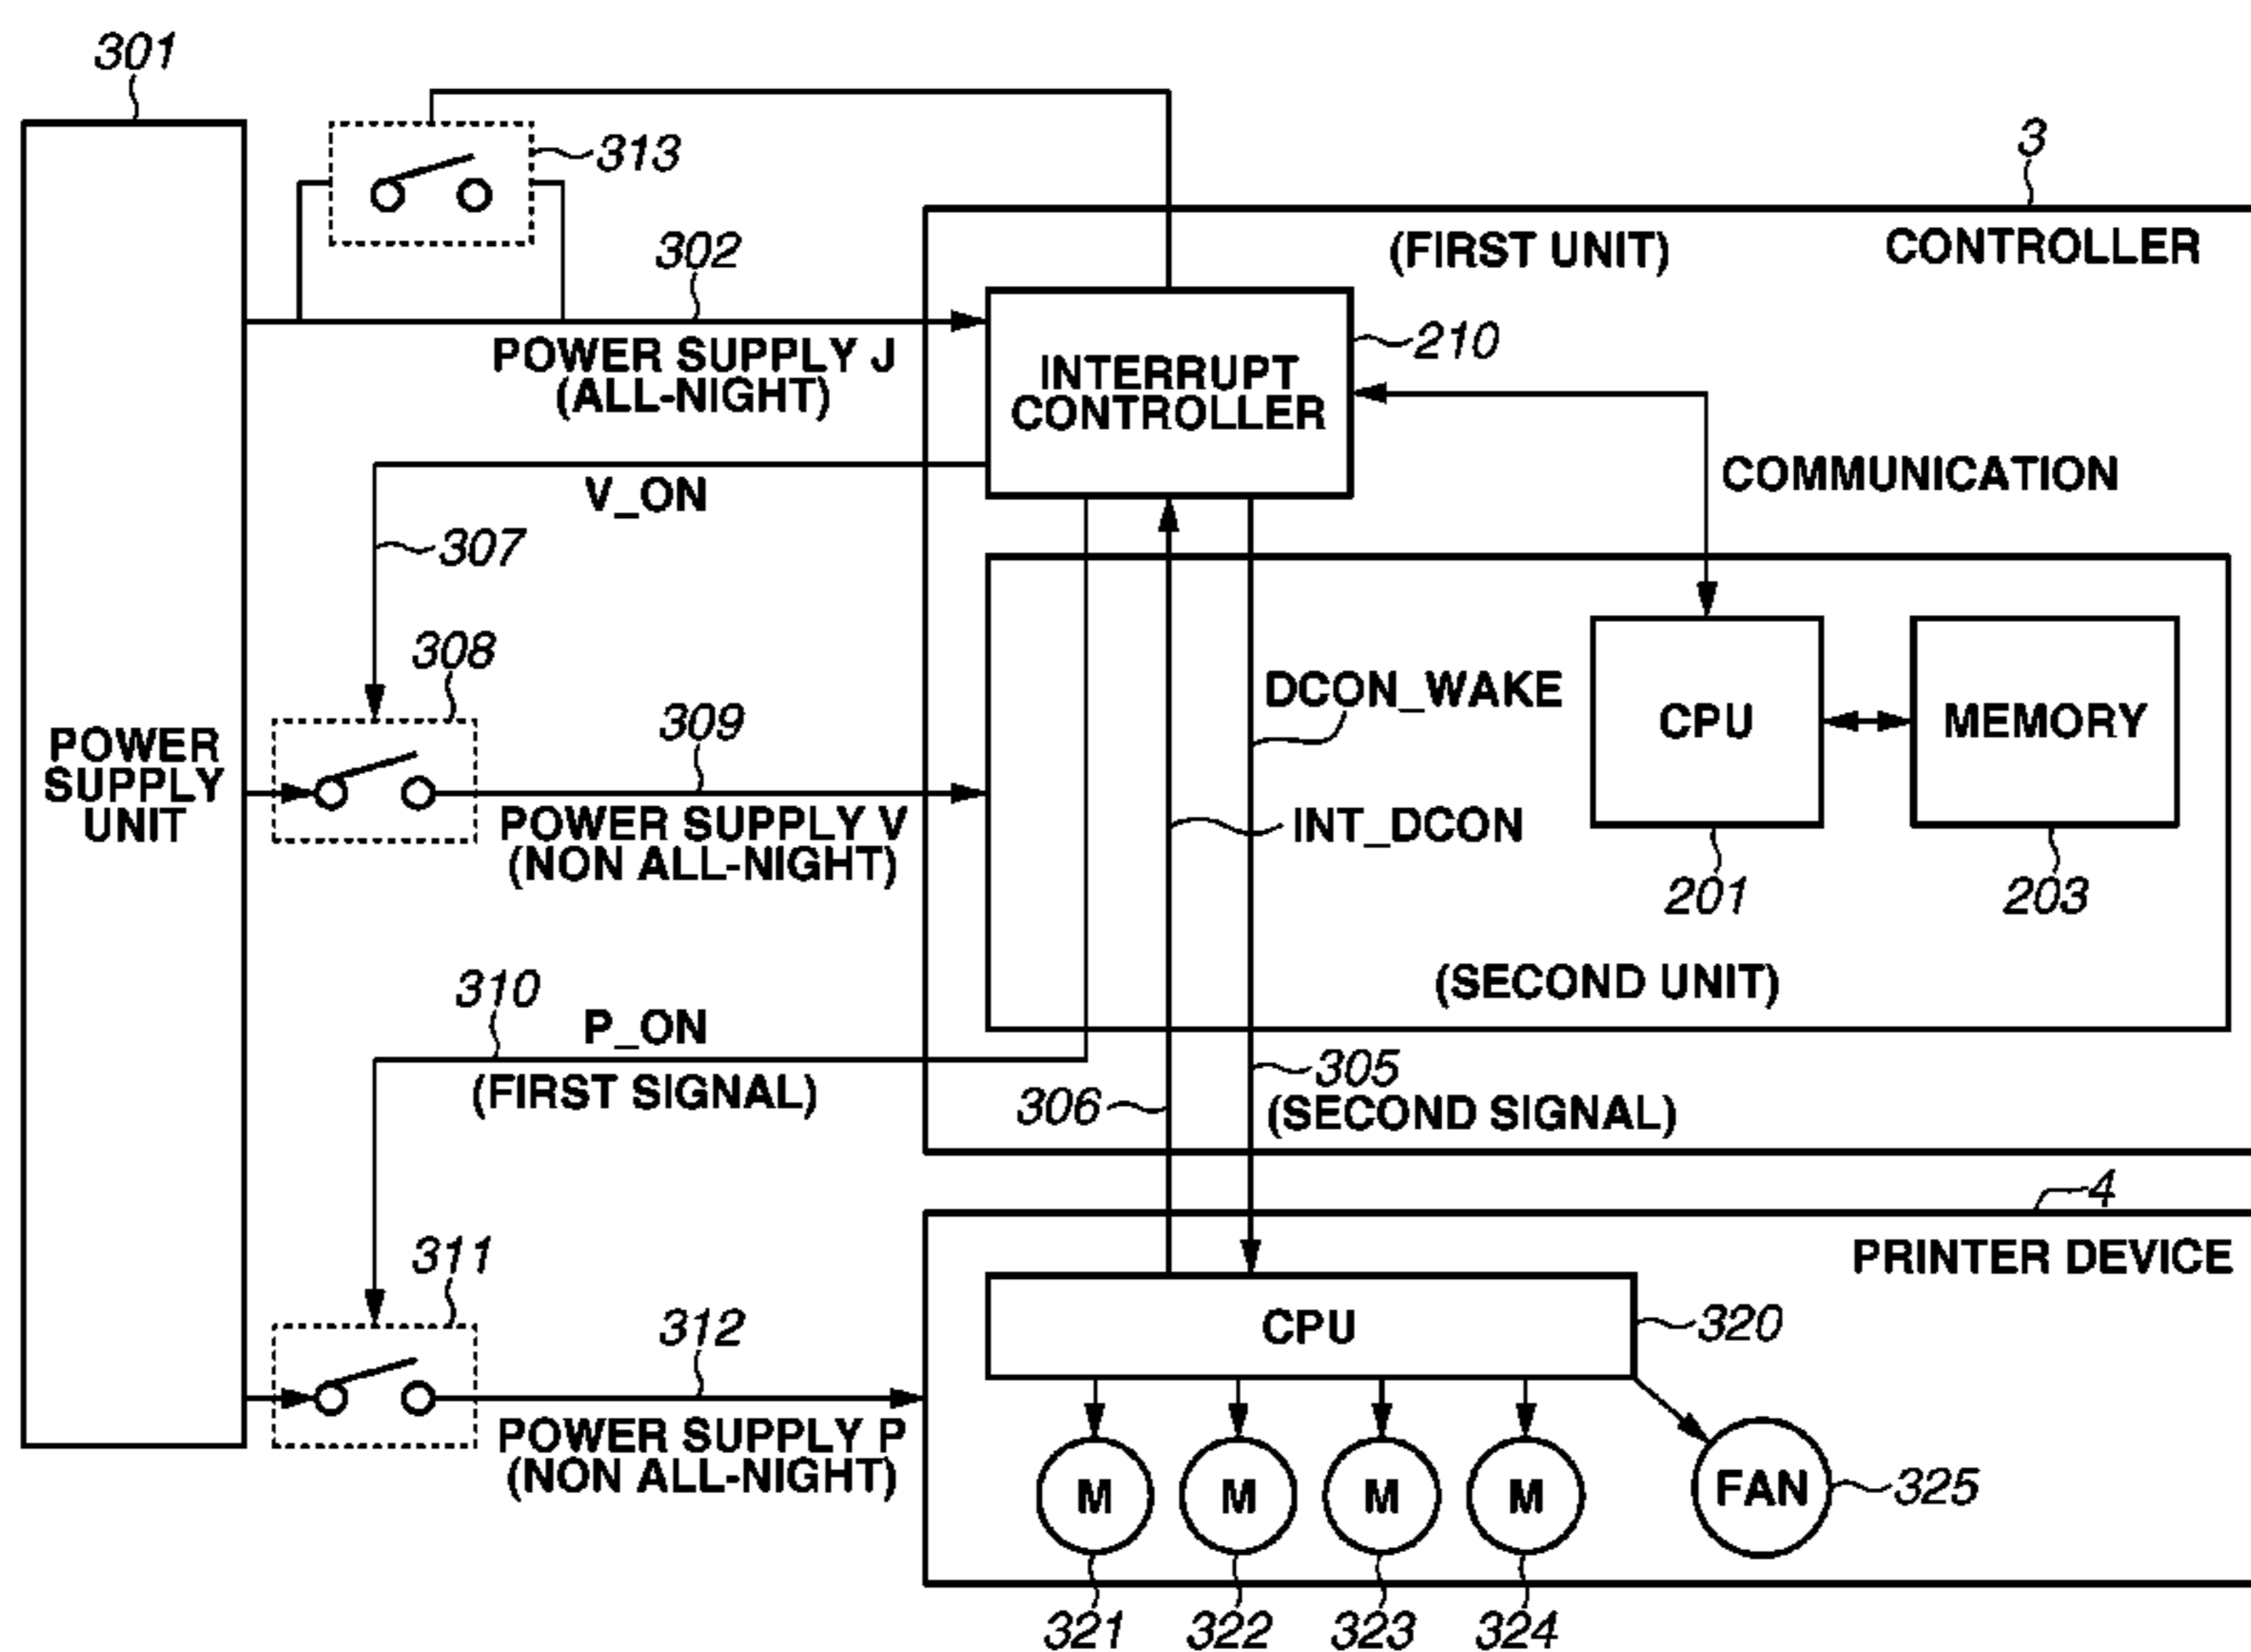 301
313
3
(FIRST UNIT)
CONTROLLER
302
POWER SUPPLY J
(ALL-NIGHT)
INTERRUPT
CONTROLLER
210
V_ON
COMMUNICATION
307
308
309
DCON_WAKE
CPU
MEMORY
POWER
SUPPLY
UNIT
POWER SUPPLY V
(NON ALL-NIGHT)
INT_DCON
201
203
(SECOND UNIT)
310
P_ON
(FIRST SIGNAL)
305
306
(SECOND SIGNAL)
4
PRINTER DEVICE
311
312
CPU
320
POWER SUPPLY P
(NON ALL-NIGHT)
M
M
M
M
FAN
325
321
322
323
324